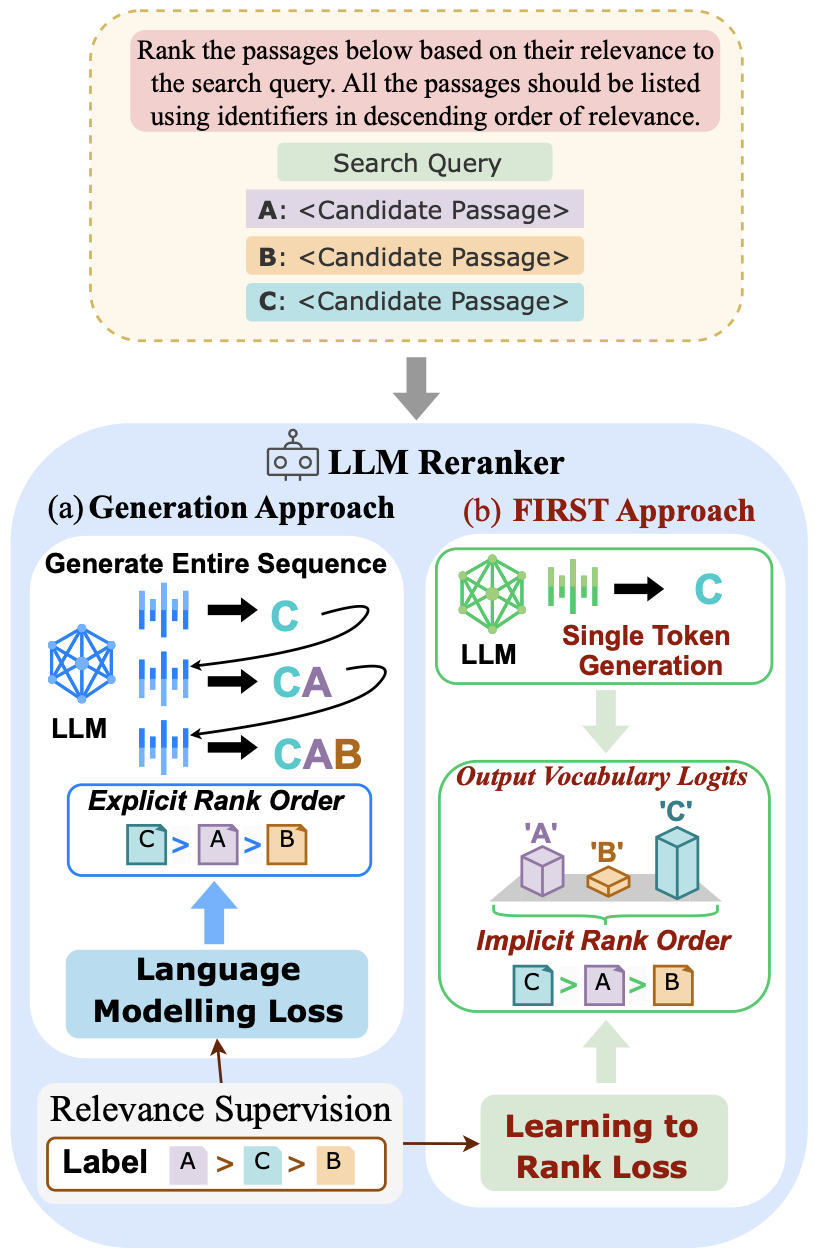 Rank the passages below based on their relevance to
the search query. All the passages should be listed
using identifiers in descending order of relevance.
Search Query
A: <Candidate Passage>
B: <Candidate Passage>
C: <Candidate Passage>
LLM Reranker
(a) Generation Approach
Generate Entire Sequence
C
CA
LLM
CAB
Explicit Rank Order
C > A > B
Language
Modelling Loss
(b) FIRST Approach
C
LLM
Single Token
Generation
Output Vocabulary Logits
'A' 'B' 'C'
Implicit Rank Order
C > A > B
Learning to
Rank Loss
Relevance Supervision
Label A > C > B